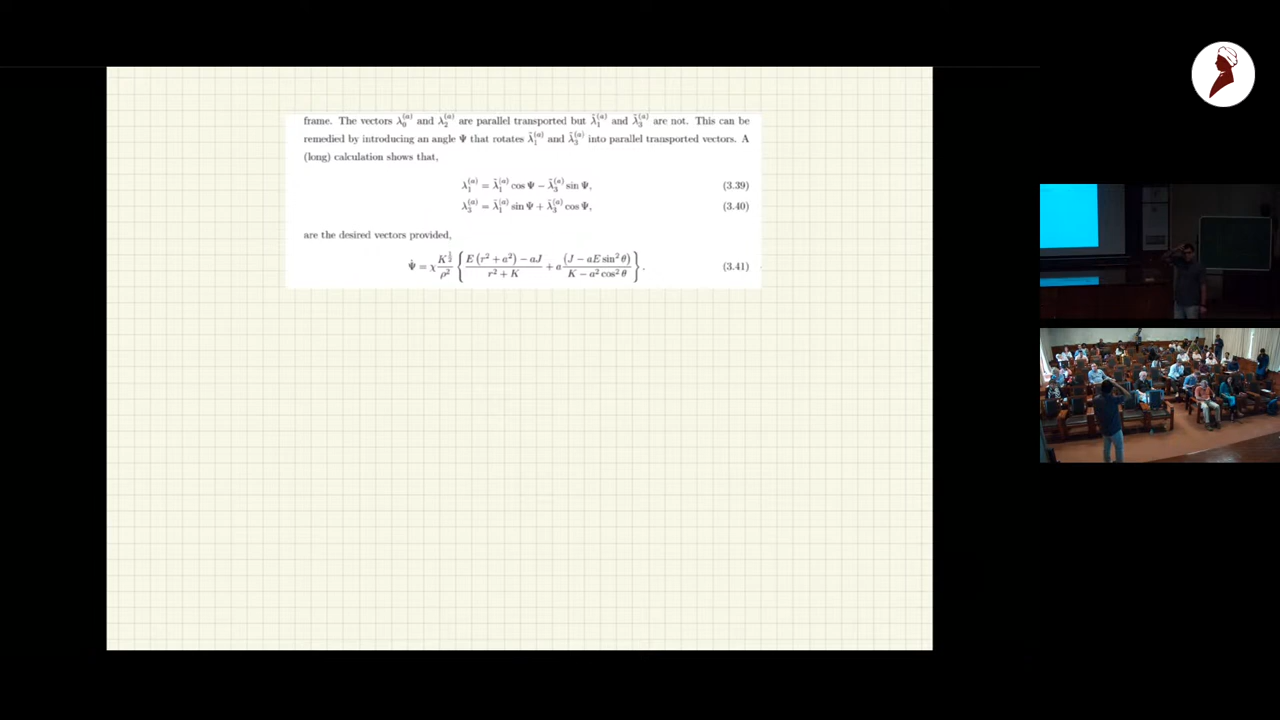 frame. The vectors λ₀⁽ᵃ⁾ and λ₂⁽ᵃ⁾ are parallel transported but λ̃₁⁽ᵃ⁾ and λ̃₃⁽ᵃ⁾ are not. This can be
remedied by introducing an angle Ψ that rotates λ̃₁⁽ᵃ⁾ and λ̃₃⁽ᵃ⁾ into parallel transported vectors. A
(long) calculation shows that,
λ₁⁽ᵃ⁾ = λ̃₁⁽ᵃ⁾ cos Ψ − λ̃₃⁽ᵃ⁾ sin Ψ, (3.39)
λ₃⁽ᵃ⁾ = λ̃₁⁽ᵃ⁾ sin Ψ + λ̃₃⁽ᵃ⁾ cos Ψ, (3.40)
are the desired vectors provided,
Ψ̇ = χ K^{1/2}/ρ² { (E (r² + a²) − aJ)/(r² + K) + a (J − aE sin² θ)/(K − a² cos² θ) }. (3.41)